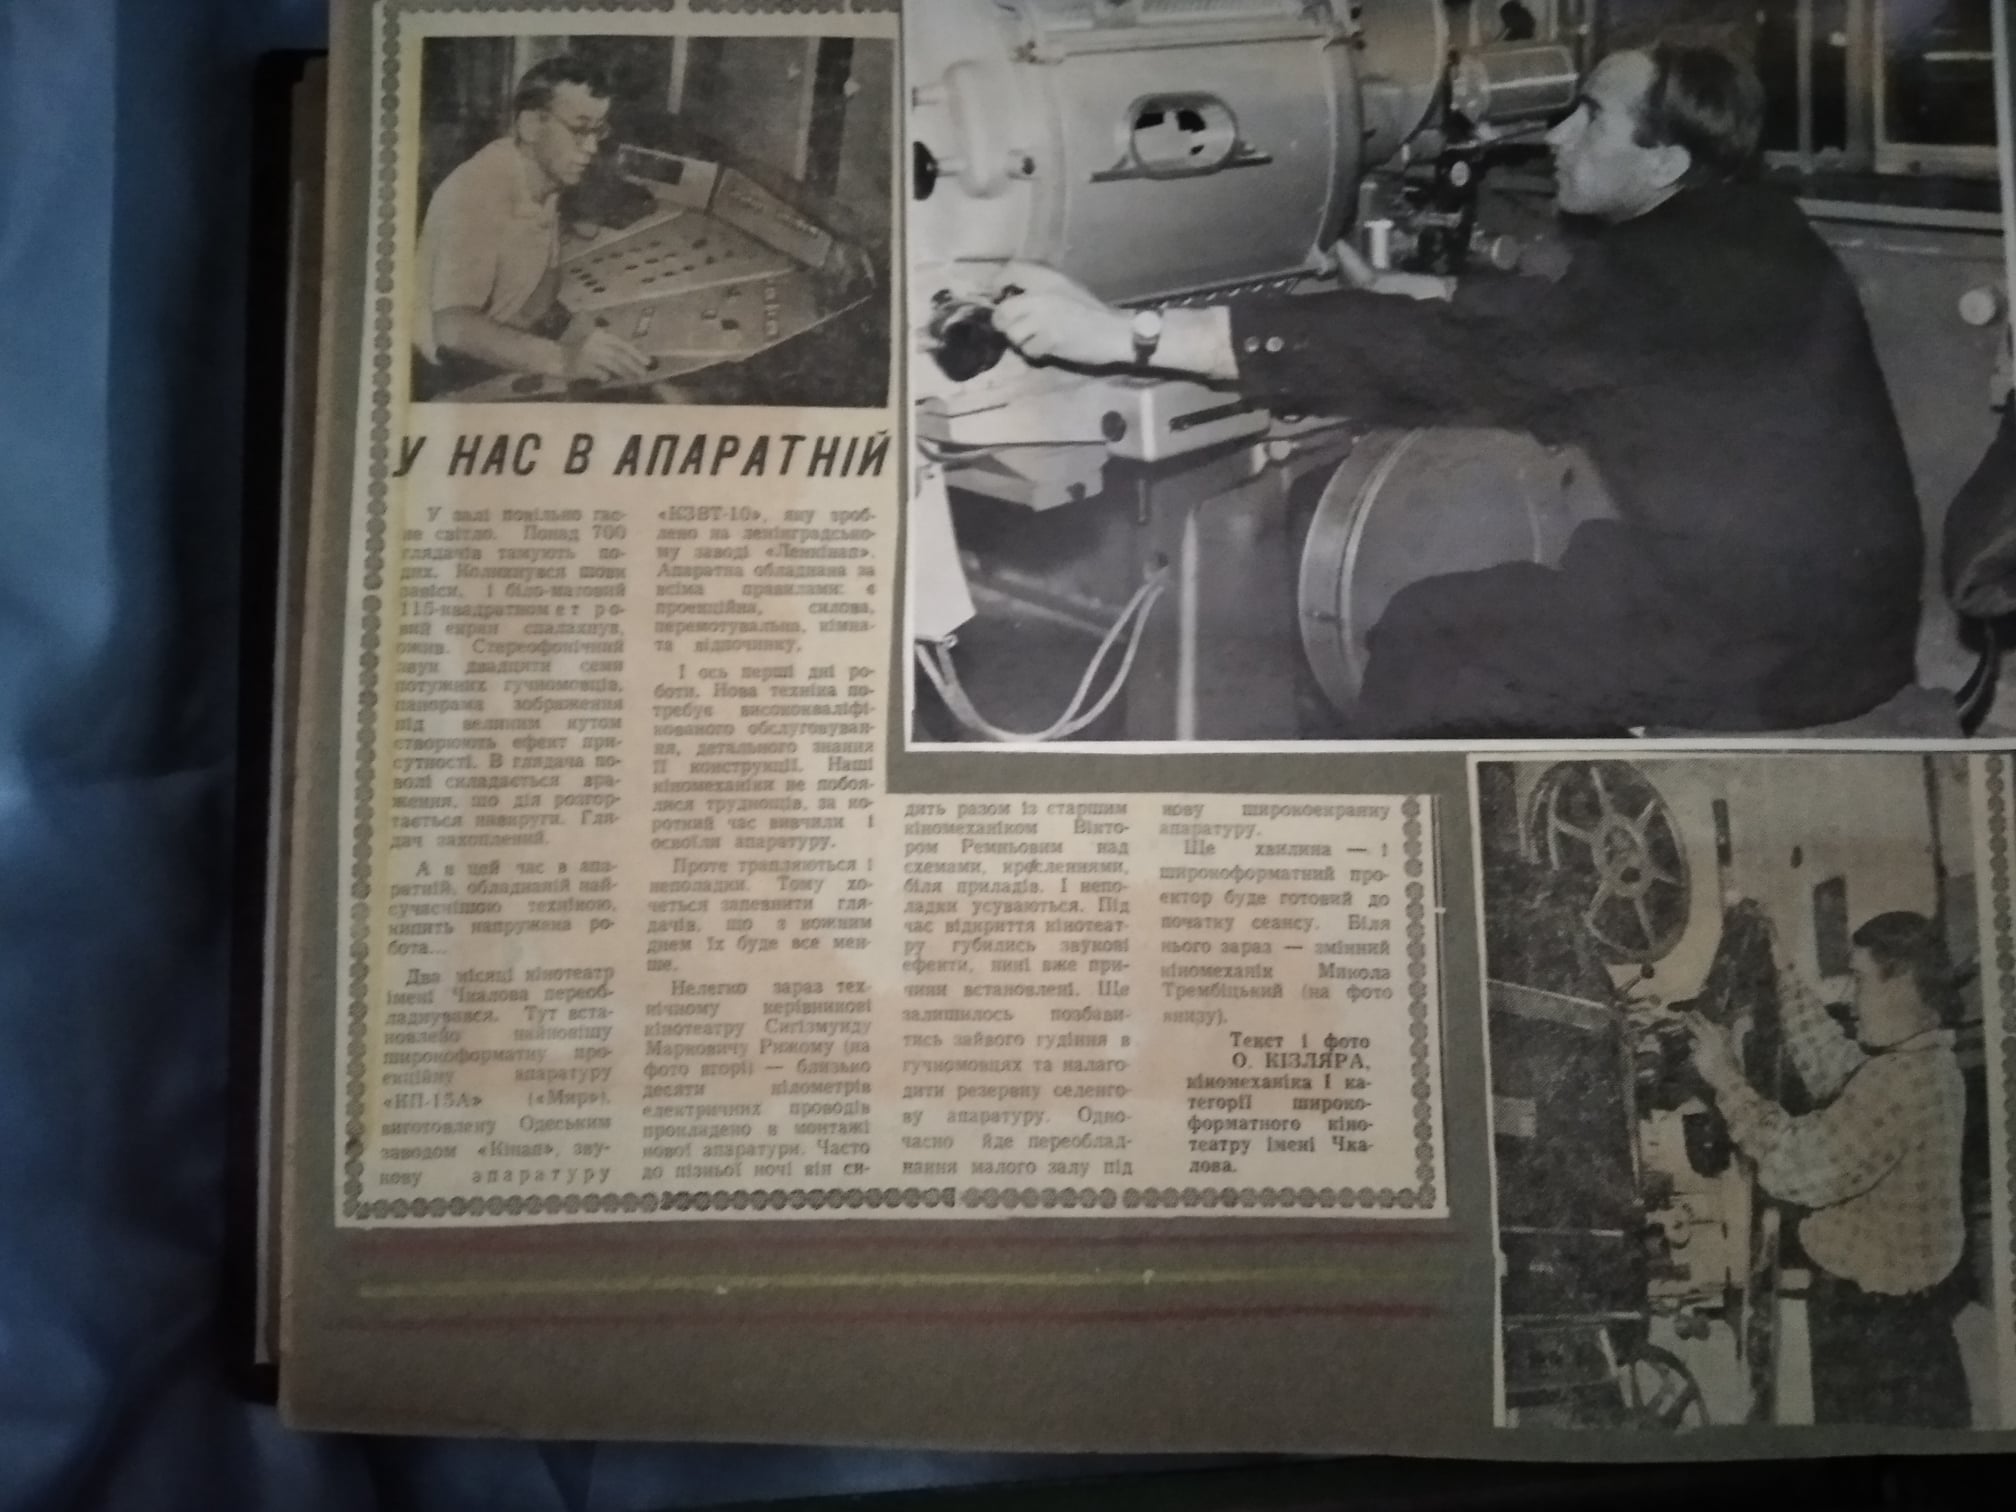 У НАС В АПАРАТНІЙ
У залі повільно гас-
не світло. Понад 700
глядачів тамують по-
дих. Колихнувся шовк
завіси, і біло-матовий
115-квадратномет ро-
вий екран спалахнув,
ожив. Стереофонічний
звук двадцяти семи
потужних гучномовців,
панорама зображення
під великим кутом
створюють ефект при-
сутності. В глядача по-
волі складається вра-
ження, що дія розгор-
тається навкруги. Гля-
дач захоплений.
А в цей час в апа-
ратній, обладнаній най-
сучаснішою технікою,
кипить напружена ро-
бота...
Два місяці кінотеатр
імені Чкалова переоб-
ладнувався. Тут вста-
новлено найновішу
широкоформатну про-
екційну апаратуру
«КП-15А» («Мир»),
виготовлену Одеським
заводом «Кінап», зву-
кову апаратуру
«КЗВТ-10», яку зроб-
лено на ленінградсько-
му заводі «Ленкінап».
Апаратна обладнана за
всіма правилами: є
проекційна, силова,
перемотувальна, кімна-
та відпочинку.
І ось перші дні ро-
боти. Нова техніка по-
требує висококваліфі-
кованого обслуговуван-
ня, детального знання
її конструкції. Наші
кіномеханіки не побоя-
лися труднощів, за ко-
роткий час вивчили і
освоїли апаратуру.
Проте трапляються і
неполадки. Тому хо-
четься запевнити гля-
дачів, що з кожним
днем їх буде все мен-
ше.
Нелегко зараз тех-
нічному керівникові
кінотеатру Сигізмунду
Марковичу Рижому (на
фото вгорі) — близько
десяти кілометрів
електричних проводів
прокладено в монтажі
нової апаратури. Часто
до пізньої ночі він си-
дить разом із старшим
кіномеханіком Вікто-
ром Ремньовим над
схемами, кресленнями,
біля приладів. І непо-
ладки усуваються. Під
час відкриття кінотеат-
ру губились звукові
ефекти, нині вже при-
чини встановлені. Ще
залишилось позбави-
тись зайвого гудіння в
гучномовцях та налаго-
дити резервну селенго-
ву апаратуру. Одно-
часно йде переоблад-
нання малого залу під
нову широкоекранну
апаратуру.
Ще хвилина — і
широкоформатний про-
ектор буде готовий до
початку сеансу. Біля
нього зараз — змінний
кіномеханік Микола
Трембіцький (на фото
внизу).
Текст і фото
О. КІЗЛЯРА,
кіномеханіка І ка-
тегорії широко-
форматного кіно-
театру імені Чка-
лова.